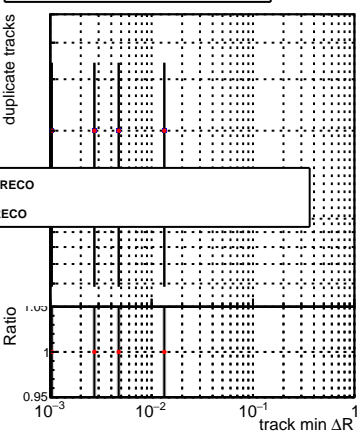 duplicate tracks
RECO
RECO
Ratio
1.05
1
0.95
10⁻³ 10⁻² 10⁻¹ 1
track min ΔR